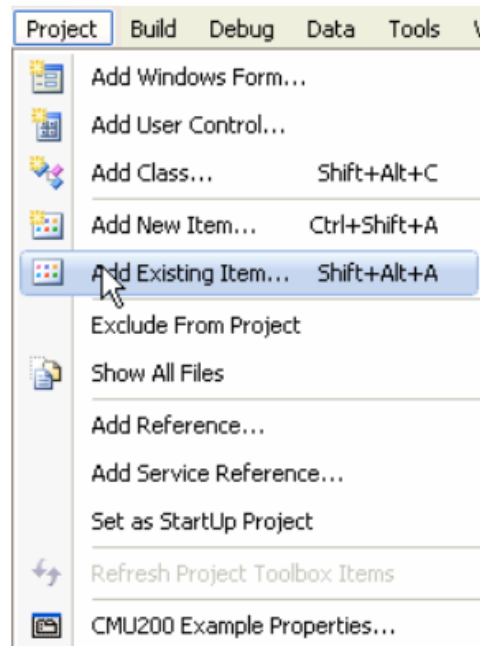 Project Build Debug Data Tools
Add Windows Form...
Add User Control...
Add Class... Shift+Alt+C
Add New Item... Ctrl+Shift+A
Add Existing Item... Shift+Alt+A
Exclude From Project
Show All Files
Add Reference...
Add Service Reference...
Set as StartUp Project
Refresh Project Toolbox Items
CMU200 Example Properties...